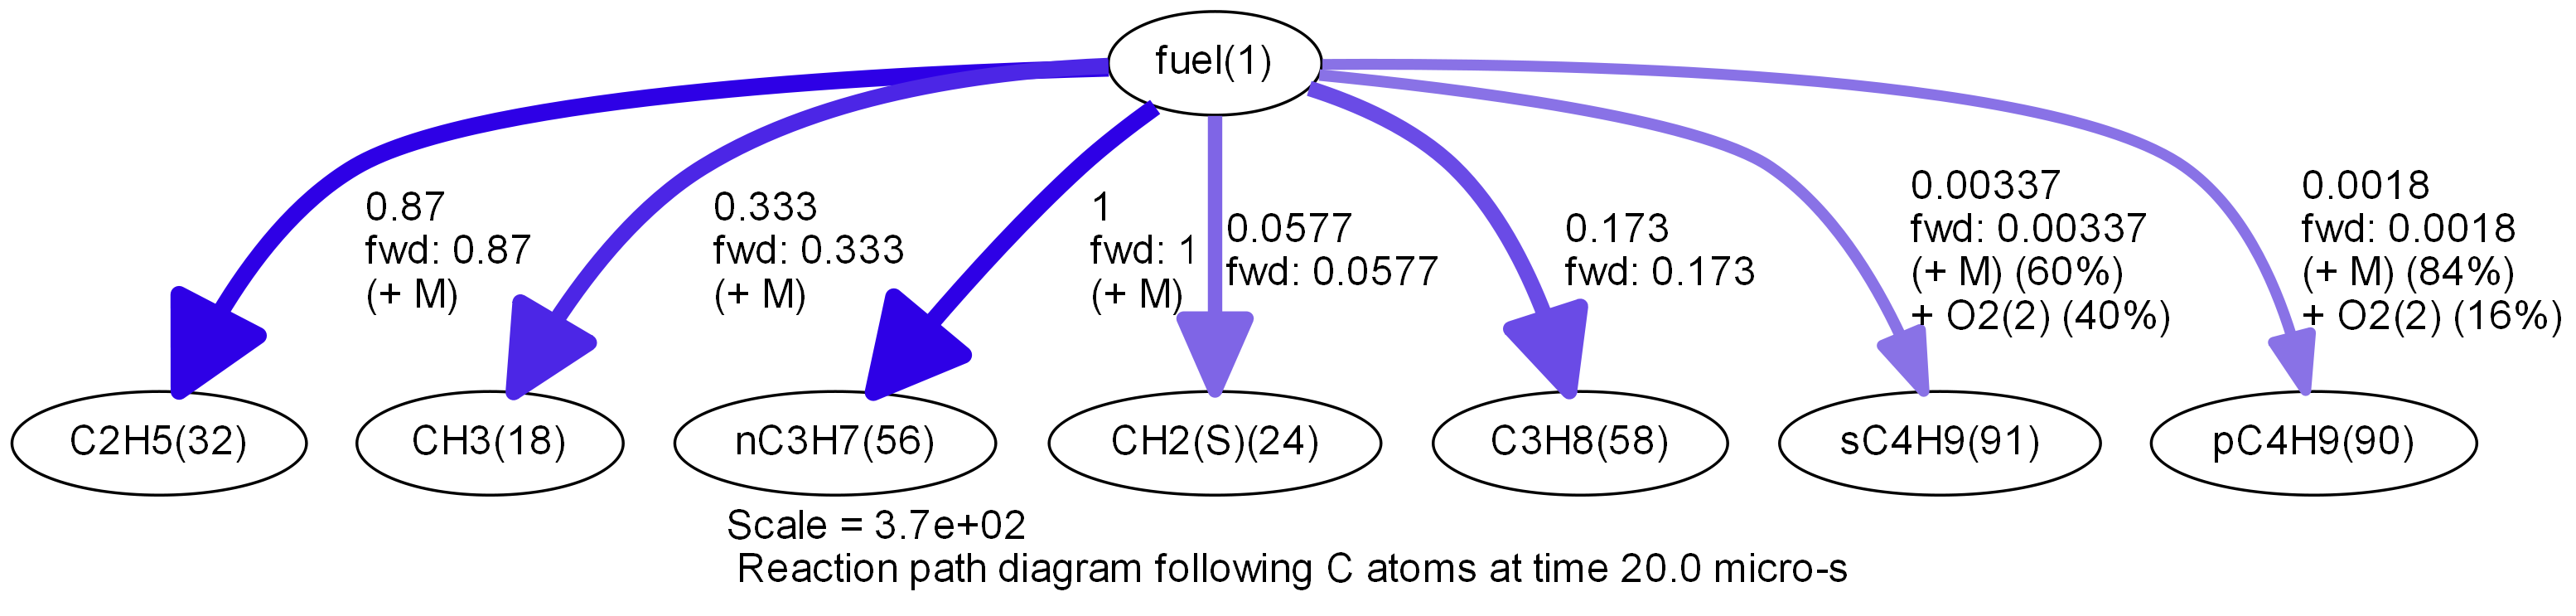 fuel(1)
0.87
fwd: 0.87
(+ M)
0.333
fwd: 0.333
(+ M)
1
fwd: 1
(+ M)
0.0577
fwd: 0.0577
0.173
fwd: 0.173
0.00337
fwd: 0.00337
(+ M) (60%)
+ O2(2) (40%)
0.0018
fwd: 0.0018
(+ M) (84%)
+ O2(2) (16%)
C2H5(32)
CH3(18)
nC3H7(56)
CH2(S)(24)
C3H8(58)
sC4H9(91)
pC4H9(90)
Scale = 3.7e+02
Reaction path diagram following C atoms at time 20.0 micro-s